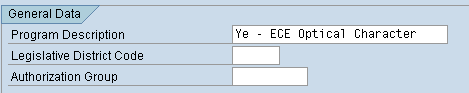 General Data
Program Description Ye - ECE Optical Character
Legislative District Code
Authorization Group